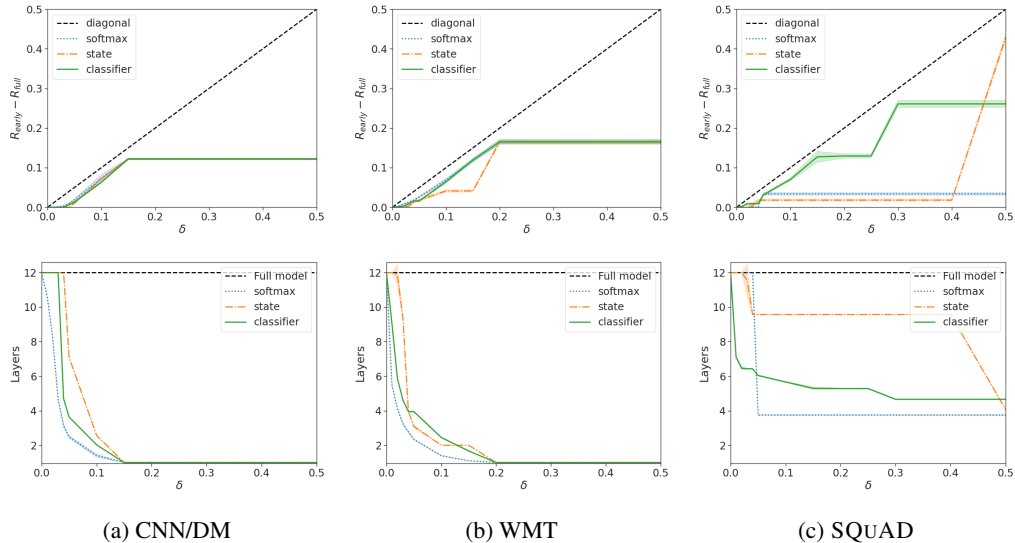 0.5
0.4
0.3
0.2
0.1
0.0
R_early − R_full
diagonal
softmax
state
classifier
0.0 0.1 0.2 0.3 0.4 0.5
δ
0.5
0.4
0.3
0.2
0.1
0.0
R_early − R_full
diagonal
softmax
state
classifier
0.0 0.1 0.2 0.3 0.4 0.5
δ
0.5
0.4
0.3
0.2
0.1
0.0
R_early − R_full
diagonal
softmax
state
classifier
0.0 0.1 0.2 0.3 0.4 0.5
δ
12
10
8
6
4
2
Layers
Full model
softmax
state
classifier
0.0 0.1 0.2 0.3 0.4 0.5
δ
12
10
8
6
4
2
Layers
Full model
softmax
state
classifier
0.0 0.1 0.2 0.3 0.4 0.5
δ
12
10
8
6
4
2
Layers
Full model
softmax
state
classifier
0.0 0.1 0.2 0.3 0.4 0.5
δ
(a) CNN/DM
(b) WMT
(c) SQUAD